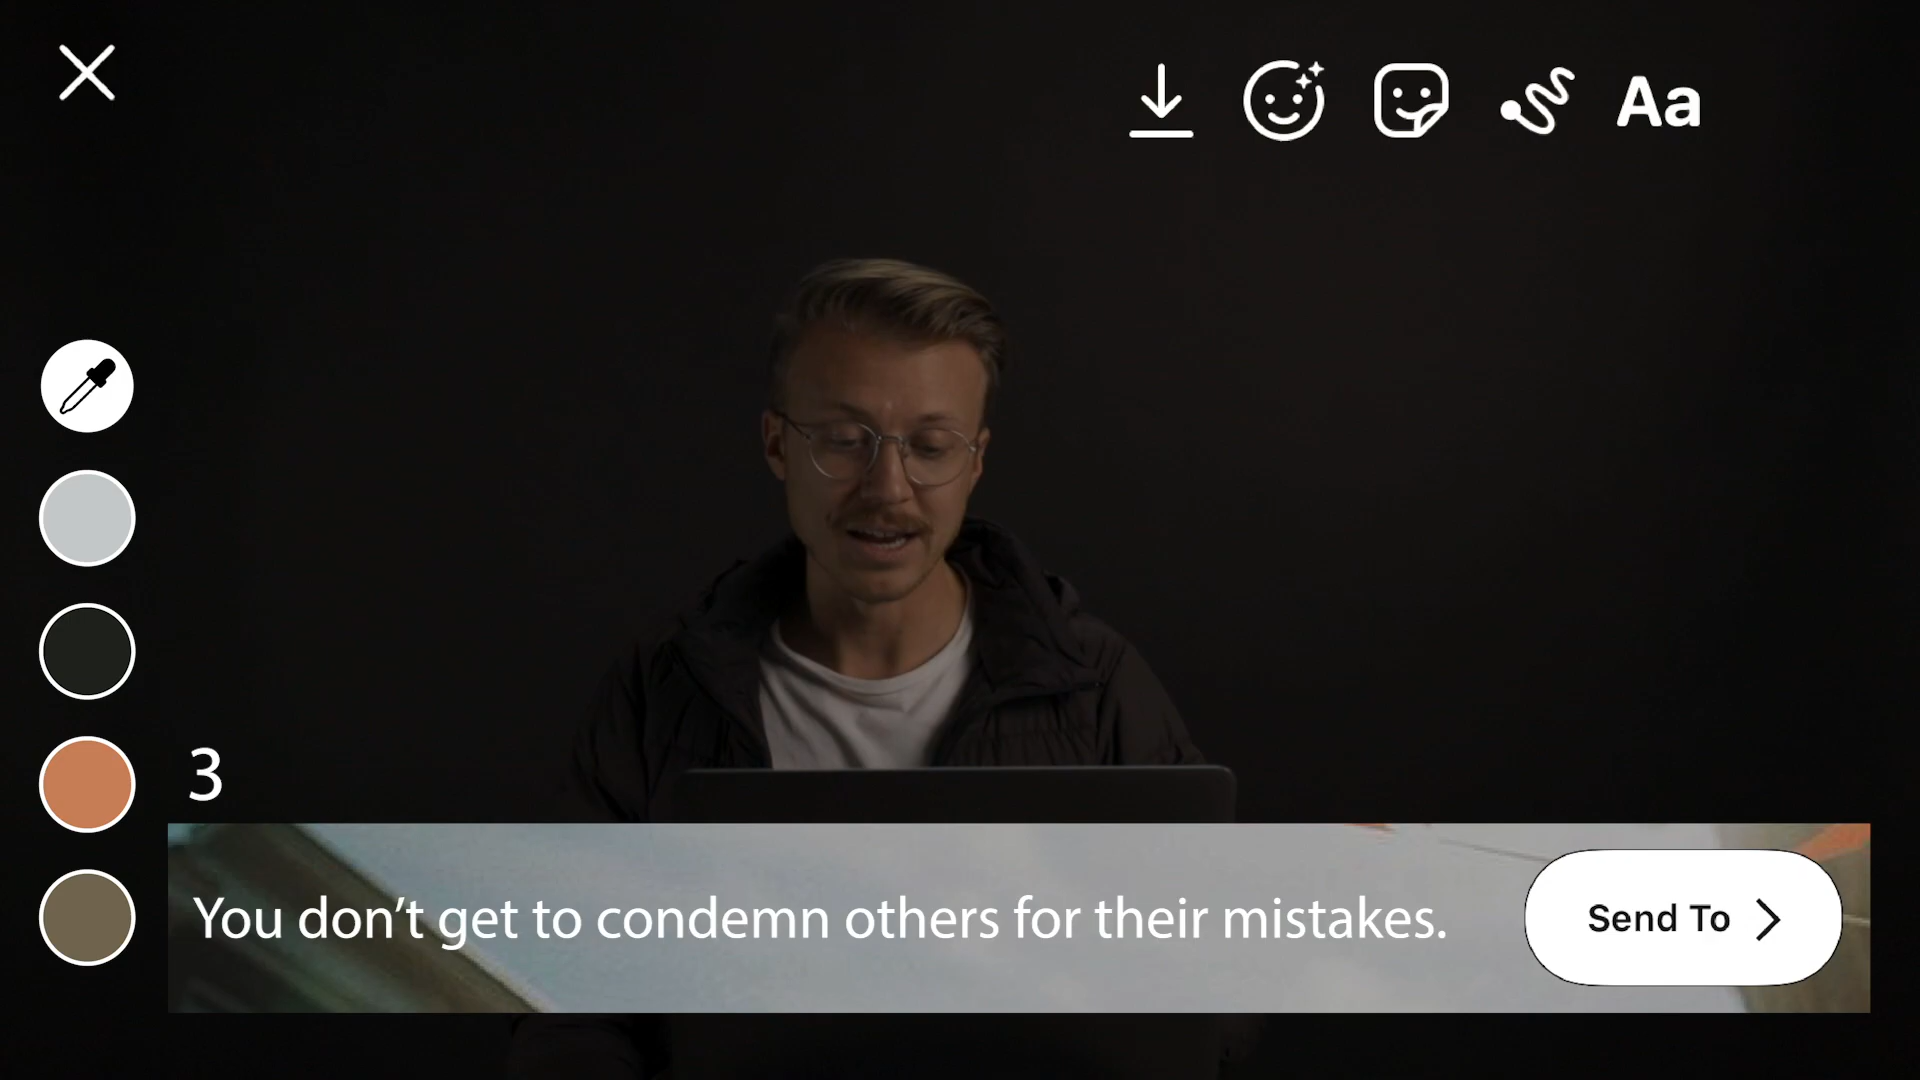 Aa
3
You don’t get to condemn others for their mistakes.
Send To